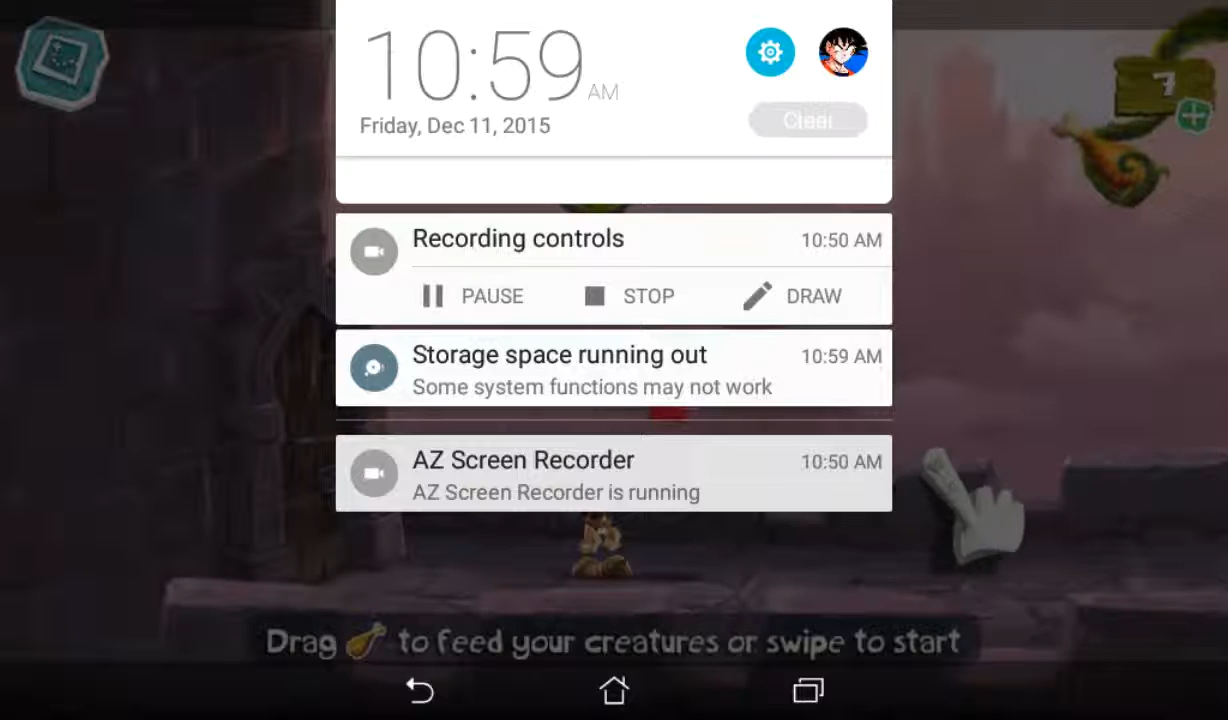 10:59 AM
Friday, Dec 11, 2015
Clear
7
Recording controls 10:50 AM
PAUSE STOP DRAW
Storage space running out 10:59 AM
Some system functions may not work
AZ Screen Recorder 10:50 AM
AZ Screen Recorder is running
Drag to feed your creatures or swipe to start